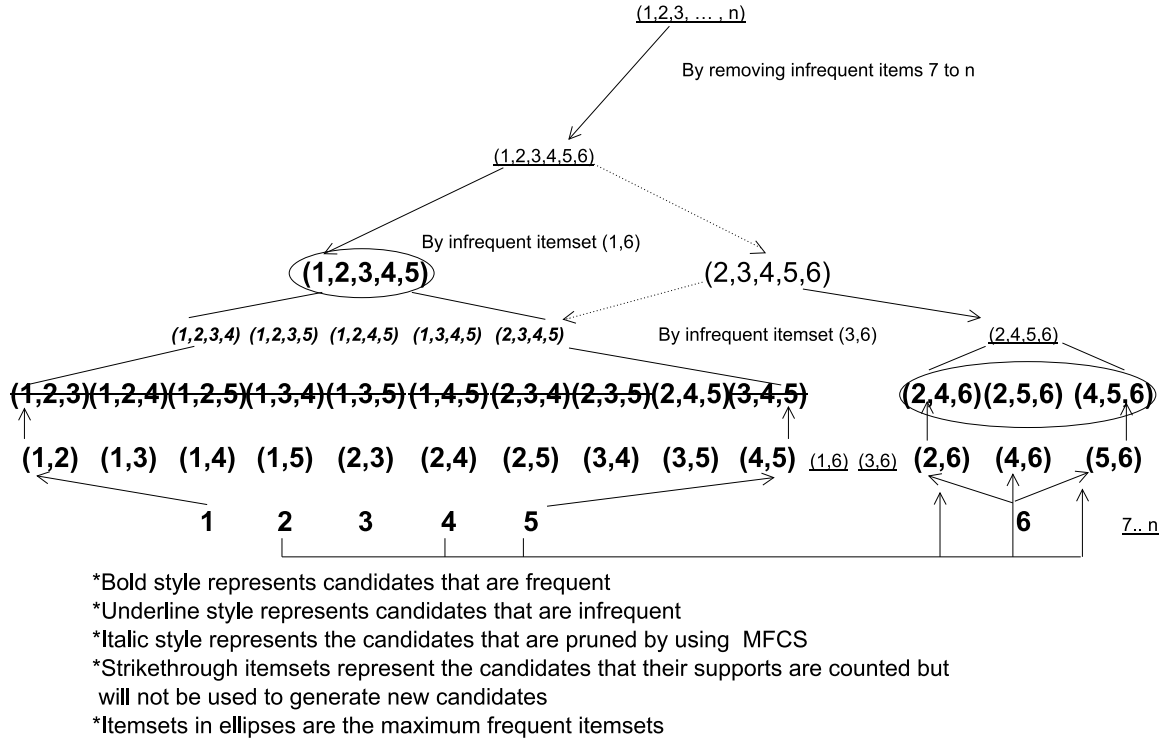 (1,2,3, ... , n)
By removing infrequent items 7 to n
(1,2,3,4,5,6)
By infrequent itemset (1,6)
(1,2,3,4,5) (2,3,4,5,6)
(1,2,3,4) (1,2,3,5) (1,2,4,5) (1,3,4,5) (2,3,4,5) By infrequent itemset (3,6) (2,4,5,6)
(1,2,3)(1,2,4)(1,2,5)(1,3,4)(1,3,5) (1,4,5)(2,3,4)(2,3,5)(2,4,5)(3,4,5) (2,4,6)(2,5,6) (4,5,6)
(1,2) (1,3) (1,4) (1,5) (2,3) (2,4) (2,5) (3,4) (3,5) (4,5) (1,6) (3,6) (2,6) (4,6) (5,6)
1 2 3 4 5 6 7.. n
*Bold style represents candidates that are frequent
*Underline style represents candidates that are infrequent
*Italic style represents the candidates that are pruned by using MFCS
*Strikethrough itemsets represent the candidates that their supports are counted but
will not be used to generate new candidates
*Itemsets in ellipses are the maximum frequent itemsets